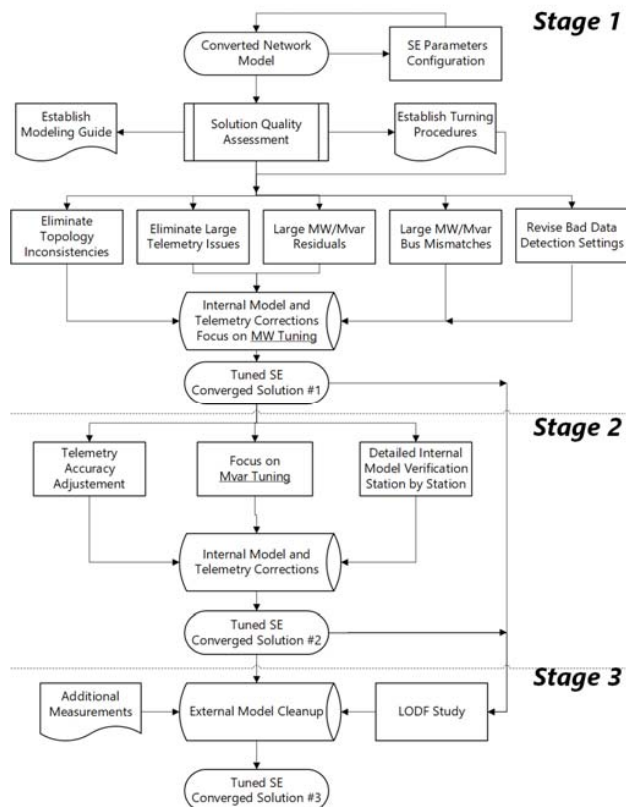 Stage 1
Converted Network
Model
SE Parameters
Configuration
Establish
Modeling Guide
Solution Quality
Assessment
Establish Turning
Procedures
Eliminate
Topology
Inconsistencies
Eliminate Large
Telemetry Issues
Large MW/Mvar
Residuals
Large MW/Mvar
Bus Mismatches
Revise Bad Data
Detection Settings
Internal Model and
Telemetry Corrections
Focus on MW Tuning
Tuned SE
Converged Solution #1
Stage 2
Telemetry
Accuracy
Adjustement
Focus on
Mvar Tuning
Detailed Internal
Model Verification
Station by Station
Internal Model and
Telemetry Corrections
Tuned SE
Converged Solution #2
Stage 3
Additional
Measurements
External Model Cleanup
LODF Study
Tuned SE
Converged Solution #3